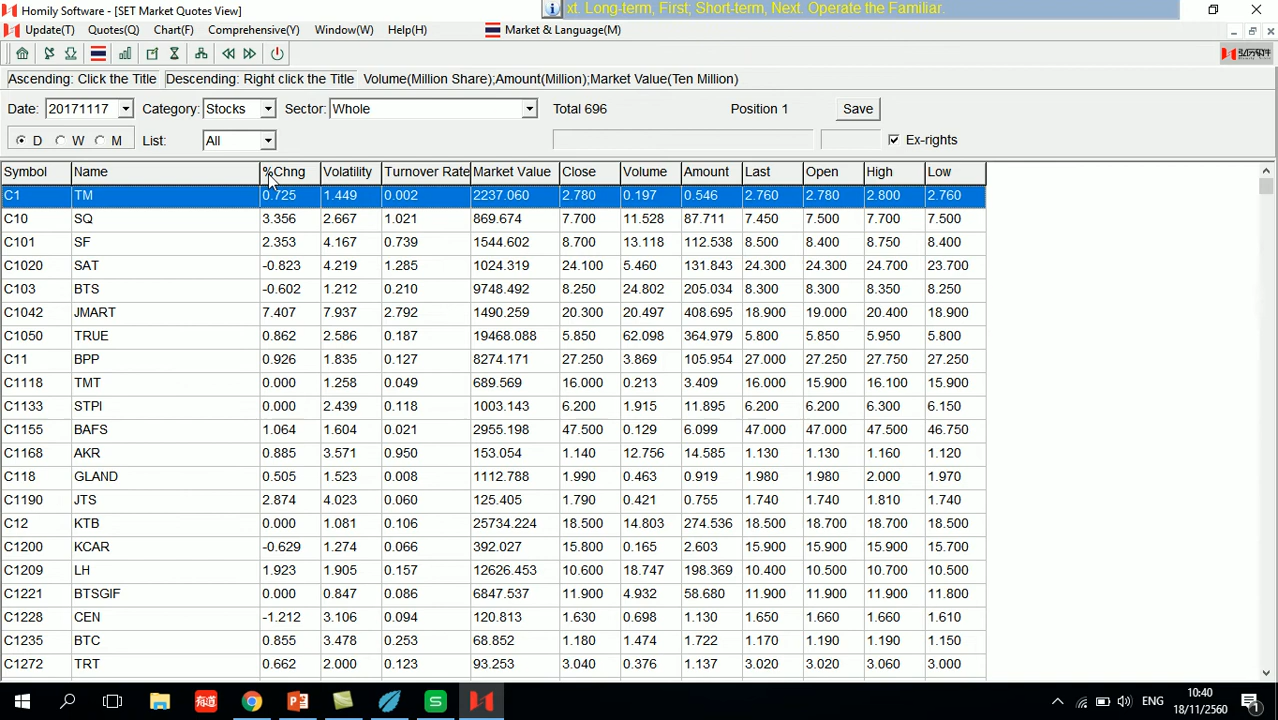 Homily Software - [SET Market Quotes View]
xt. Long-term, First; Short-term, Next. Operate the Familiar.
Update(T) Quotes(Q) Chart(F) Comprehensive(Y) Window(W) Help(H) Market & Language(M)
Ascending: Click the Title Descending: Right click the Title Volume(Million Share);Amount(Million);Market Value(Ten Million)
Date: 20171117 Category: Stocks Sector: Whole Total 696 Position 1 Save
D W M List: All Ex-rights
Symbol Name %Chng Volatility Turnover Rate Market Value Close Volume Amount Last Open High Low
C1 TM 0.725 1.449 0.002 2237.060 2.780 0.197 0.546 2.760 2.780 2.800 2.760
C10 SQ 3.356 2.667 1.021 869.674 7.700 11.528 87.711 7.450 7.500 7.700 7.500
C101 SF 2.353 4.167 0.739 1544.602 8.700 13.118 112.538 8.500 8.400 8.750 8.400
C1020 SAT -0.823 4.219 1.285 1024.319 24.100 5.460 131.843 24.300 24.300 24.700 23.700
C103 BTS -0.602 1.212 0.210 9748.492 8.250 24.802 205.034 8.300 8.300 8.350 8.250
C1042 JMART 7.407 7.937 2.792 1490.259 20.300 20.497 408.695 18.900 19.000 20.400 18.900
C1050 TRUE 0.862 2.586 0.187 19468.088 5.850 62.098 364.979 5.800 5.850 5.950 5.800
C11 BPP 0.926 1.835 0.127 8274.171 27.250 3.869 105.954 27.000 27.250 27.750 27.250
C1118 TMT 0.000 1.258 0.049 689.569 16.000 0.213 3.409 16.000 15.900 16.100 15.900
C1133 STPI 0.000 2.439 0.118 1003.143 6.200 1.915 11.895 6.200 6.200 6.300 6.150
C1155 BAFS 1.064 1.604 0.021 2955.198 47.500 0.129 6.099 47.000 47.000 47.500 46.750
C1168 AKR 0.885 3.571 0.950 153.054 1.140 12.756 14.585 1.130 1.120 1.160 1.120
C118 GLAND 0.505 1.523 0.008 1112.788 1.990 0.463 0.919 1.980 1.980 2.000 1.970
C1190 JTS 2.874 4.023 0.060 125.405 1.790 0.421 0.755 1.740 1.740 1.810 1.740
C12 KTB 0.000 1.081 0.106 25734.224 18.500 14.803 274.536 18.500 18.700 18.700 18.500
C1200 KCAR -0.629 1.274 0.066 392.027 15.800 0.165 2.603 15.900 15.900 15.900 15.700
C1209 LH 1.923 1.905 0.157 12626.453 10.600 18.747 198.369 10.400 10.500 10.700 10.500
C1221 BTSGIF 0.000 0.847 0.086 6847.537 11.900 4.932 58.680 11.900 11.900 11.900 11.800
C1228 CEN -1.212 3.106 0.094 120.813 1.630 0.698 1.130 1.650 1.660 1.660 1.610
C1235 BTC 0.855 3.478 0.253 68.852 1.180 1.474 1.722 1.170 1.190 1.190 1.150
C1272 TRT 0.662 2.000 0.123 93.253 3.040 0.376 1.137 3.020 3.020 3.060 3.000
有道
ENG
10:40
18/11/2560
1